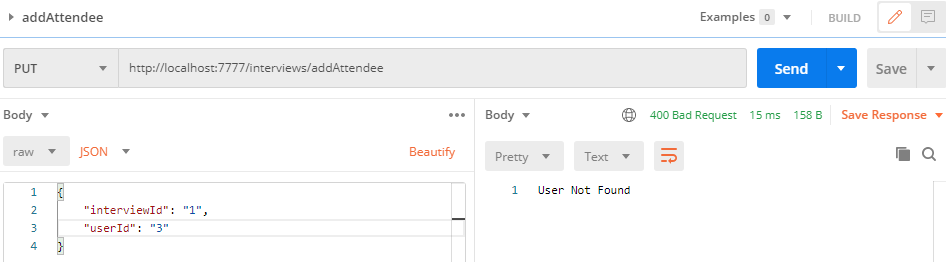 addAttendee Examples 0 BUILD
PUT http://localhost:7777/interviews/addAttendee Send Save
Body ••• Body 400 Bad Request 15 ms 158 B Save Response
raw JSON Beautify Pretty Text
1 {
2 "interviewId": "1",
3 "userId": "3"
4 }
1 User Not Found